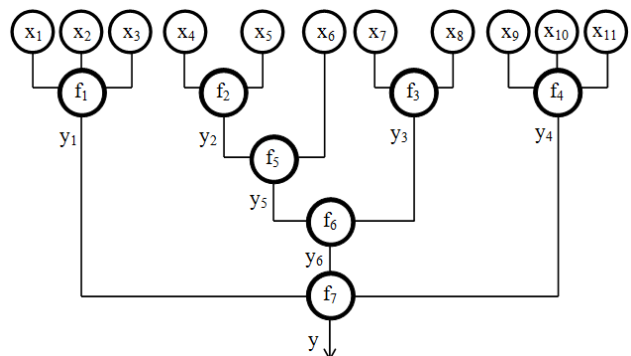 x₁ x₂ x₃ x₄ x₅ x₆ x₇ x₈ x₉ x₁₀ x₁₁
f₁ f₂ f₃ f₄
y₁ y₂ y₃ y₄
f₅
y₅
f₆
y₆
f₇
y